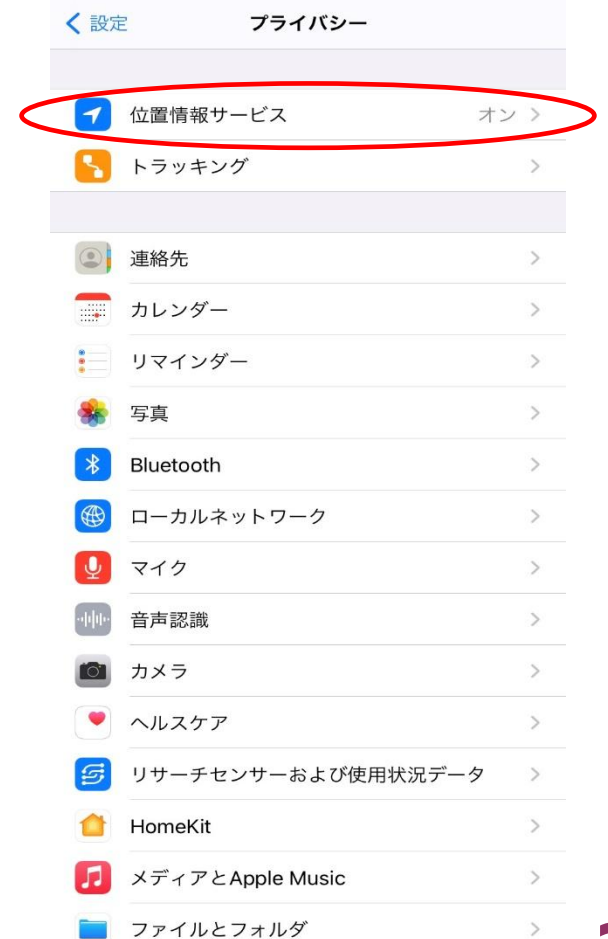 設定 プライバシー
位置情報サービス オン
トラッキング
連絡先
カレンダー
リマインダー
写真
Bluetooth
ローカルネットワーク
マイク
音声認識
カメラ
ヘルスケア
リサーチセンサーおよび使用状況データ
HomeKit
メディアとApple Music
ファイルとフォルダ